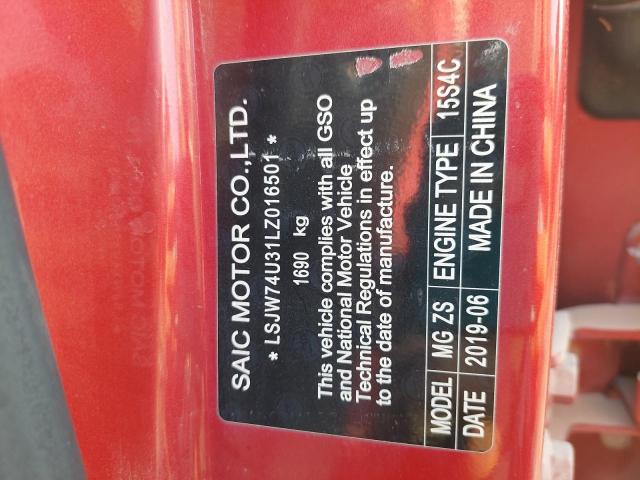 SAIC MOTOR CO.,LTD.
* LSJW74U31LZ016501 *
1690 kg
This vehicle complies with all GSO
and National Motor Vehicle
Technical Regulations in effect up
to the date of manufacture.
MODEL MG ZS ENGINE TYPE 15S4C
DATE 2019-06 MADE IN CHINA